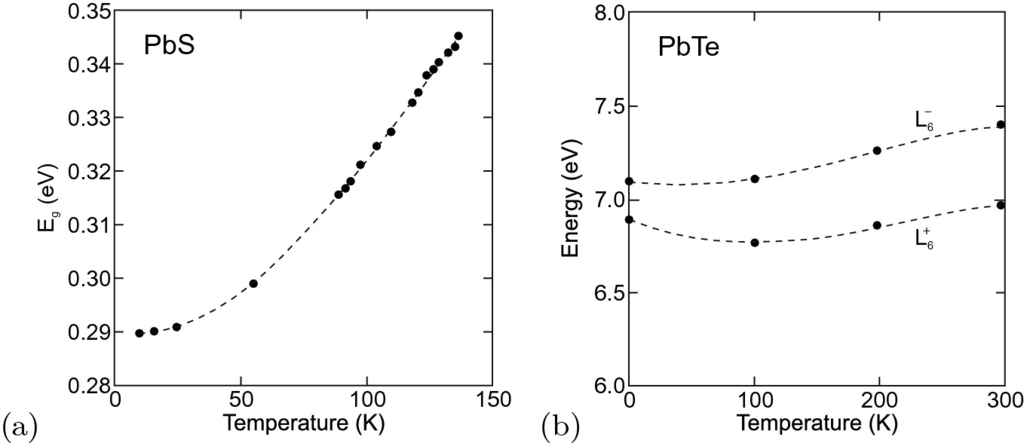 PbS
0.35
0.34
0.33
0.32
0.31
0.30
0.29
0.28
E_g (eV)
0 50 100 150
Temperature (K)
(a)
PbTe
8.0
7.5
7.0
6.5
6.0
Energy (eV)
L₆⁻
L₆⁺
0 100 200 300
Temperature (K)
(b)